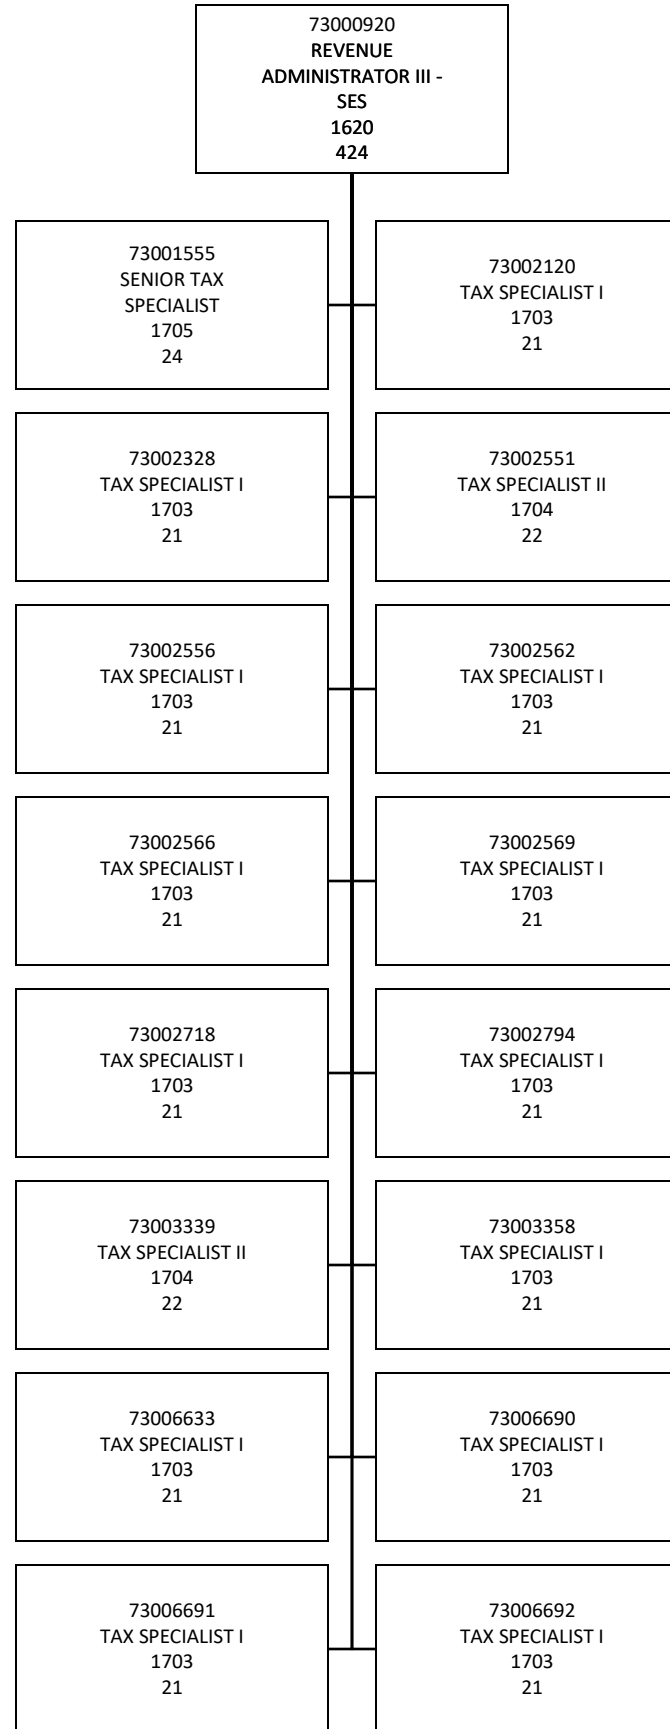 73000920
REVENUE
ADMINISTRATOR III -
SES
1620
424
73001555
SENIOR TAX
SPECIALIST
1705
24
73002120
TAX SPECIALIST I
1703
21
73002328
TAX SPECIALIST I
1703
21
73002551
TAX SPECIALIST II
1704
22
73002556
TAX SPECIALIST I
1703
21
73002562
TAX SPECIALIST I
1703
21
73002566
TAX SPECIALIST I
1703
21
73002569
TAX SPECIALIST I
1703
21
73002718
TAX SPECIALIST I
1703
21
73002794
TAX SPECIALIST I
1703
21
73003339
TAX SPECIALIST II
1704
22
73003358
TAX SPECIALIST I
1703
21
73006633
TAX SPECIALIST I
1703
21
73006690
TAX SPECIALIST I
1703
21
73006691
TAX SPECIALIST I
1703
21
73006692
TAX SPECIALIST I
1703
21